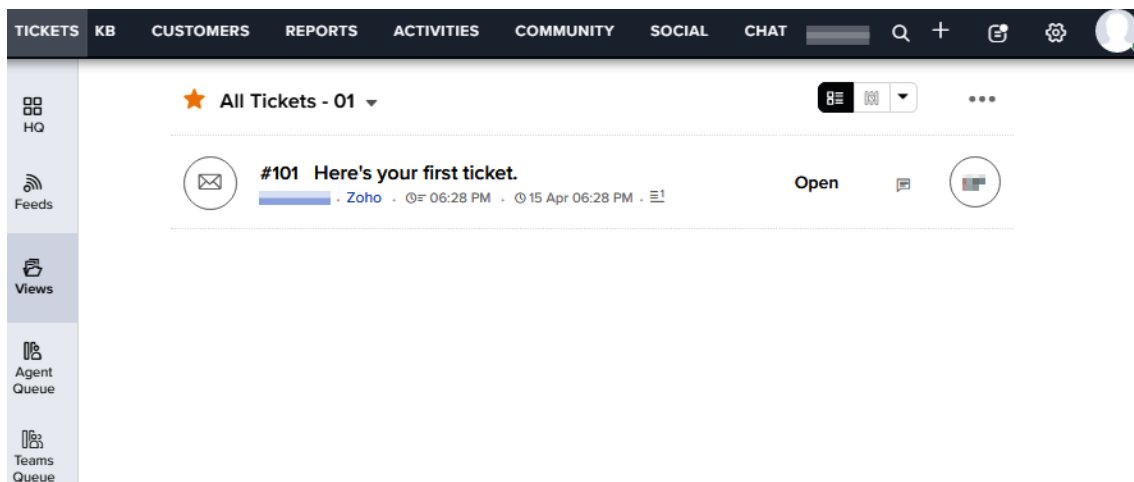 TICKETS KB CUSTOMERS REPORTS ACTIVITIES COMMUNITY SOCIAL CHAT
HQ
Feeds
Views
Agent
Queue
Teams
Queue
All Tickets - 01
#101 Here's your first ticket.
. Zoho . 06:28 PM . 15 Apr 06:28 PM . 1
Open